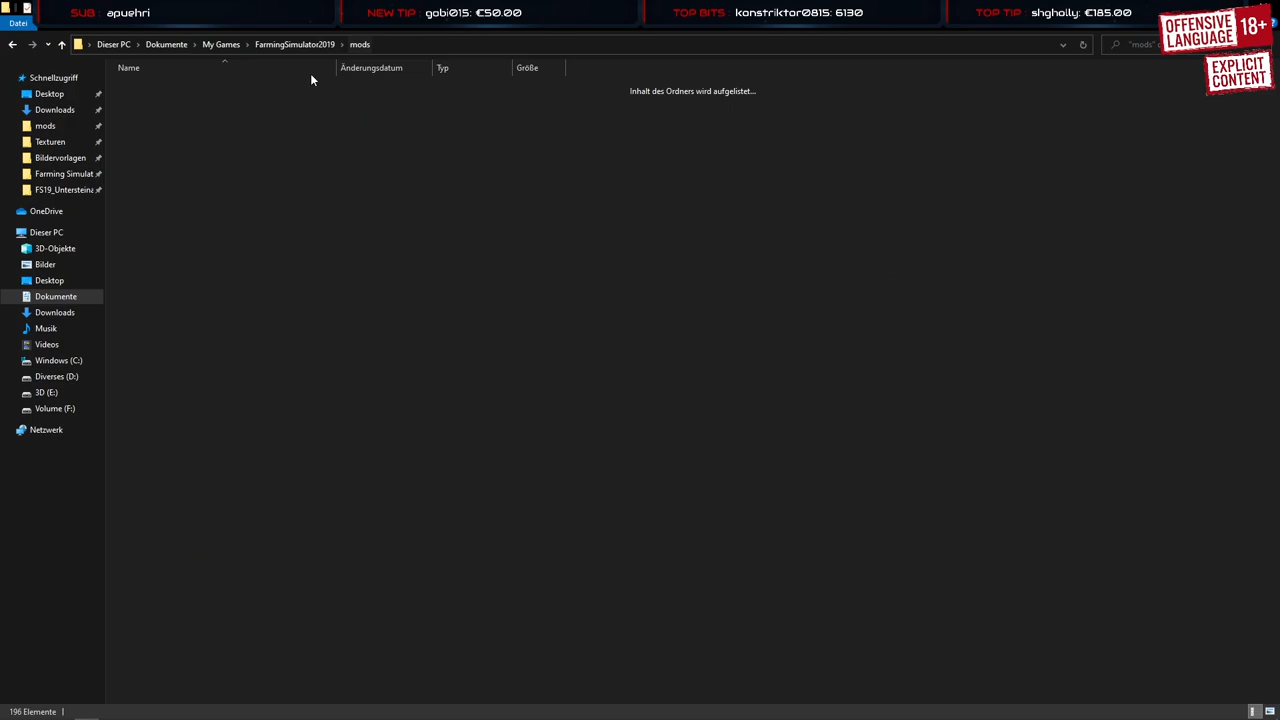 SUB : apuehri
NEW TIP : gabi015: €50.00
TOP BITS : konstriktor0815: 6130
TOP TIP : shgholly: €185.00
OFFENSIVE LANGUAGE 18+
EXPLICIT CONTENT
Datei
Dieser PC › Dokumente › My Games › FarmingSimulator2019 › mods
"mods"
Name
Änderungsdatum
Typ
Größe
Inhalt des Ordners wird aufgelistet...
Schnellzugriff
Desktop
Downloads
mods
Texturen
Bildervorlagen
Farming Simulat
FS19_Unterstein
OneDrive
Dieser PC
3D-Objekte
Bilder
Desktop
Dokumente
Downloads
Musik
Videos
Windows (C:)
Diverses (D:)
3D (E:)
Volume (F:)
Netzwerk
196 Elemente